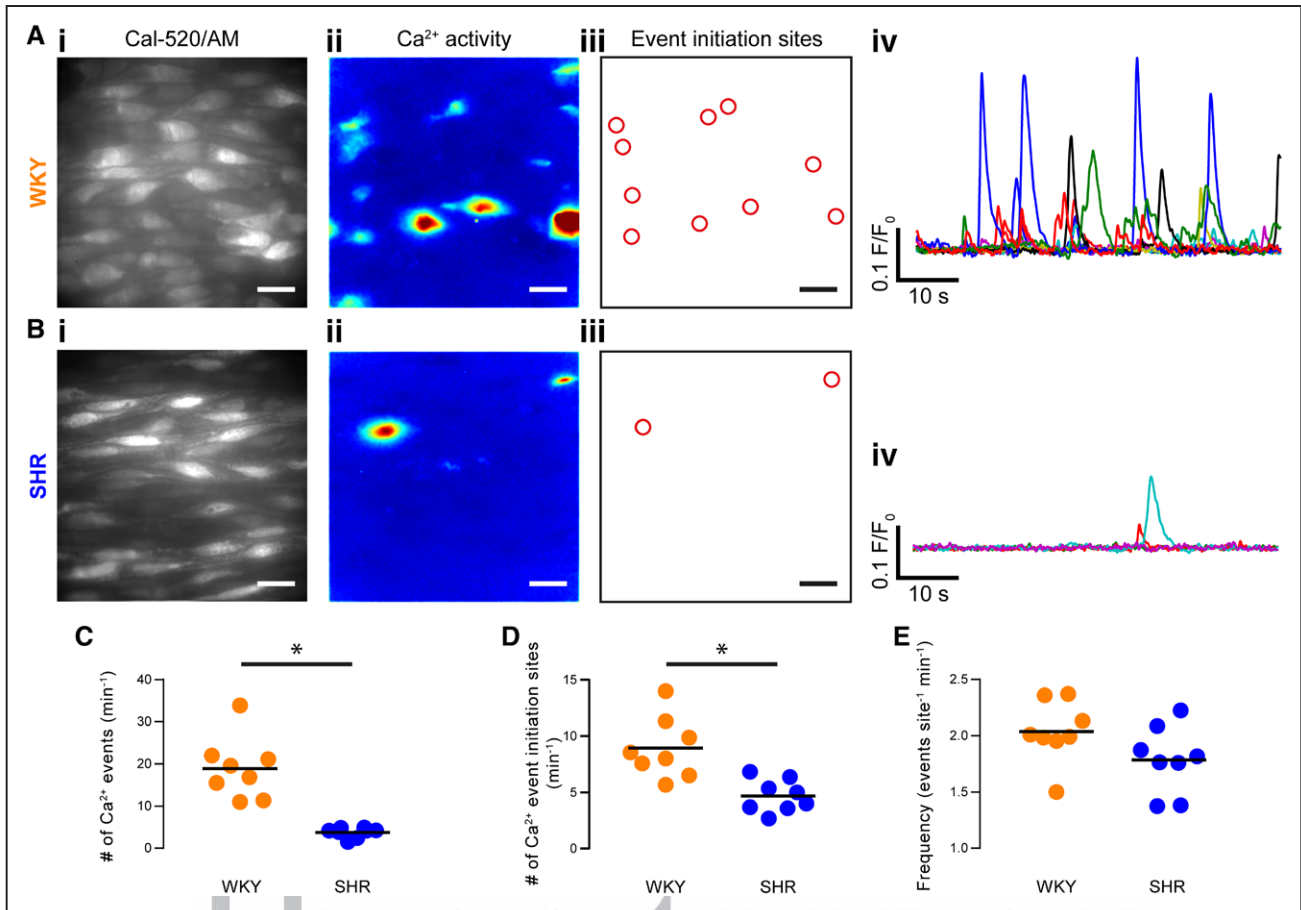 A i Cal-520/AM ii Ca²⁺ activity iii Event initiation sites iv
WKY
0.1 F/F₀
10 s
B i ii iii iv
SHR
0.1 F/F₀
10 s
C
*
# of Ca²⁺ events (min⁻¹)
40
30
20
10
0
WKY SHR
D
*
# of Ca²⁺ event initiation sites
(min⁻¹)
15
10
5
0
WKY SHR
E
Frequency (events site⁻¹ min⁻¹)
2.5
2.0
1.5
1.0
WKY SHR